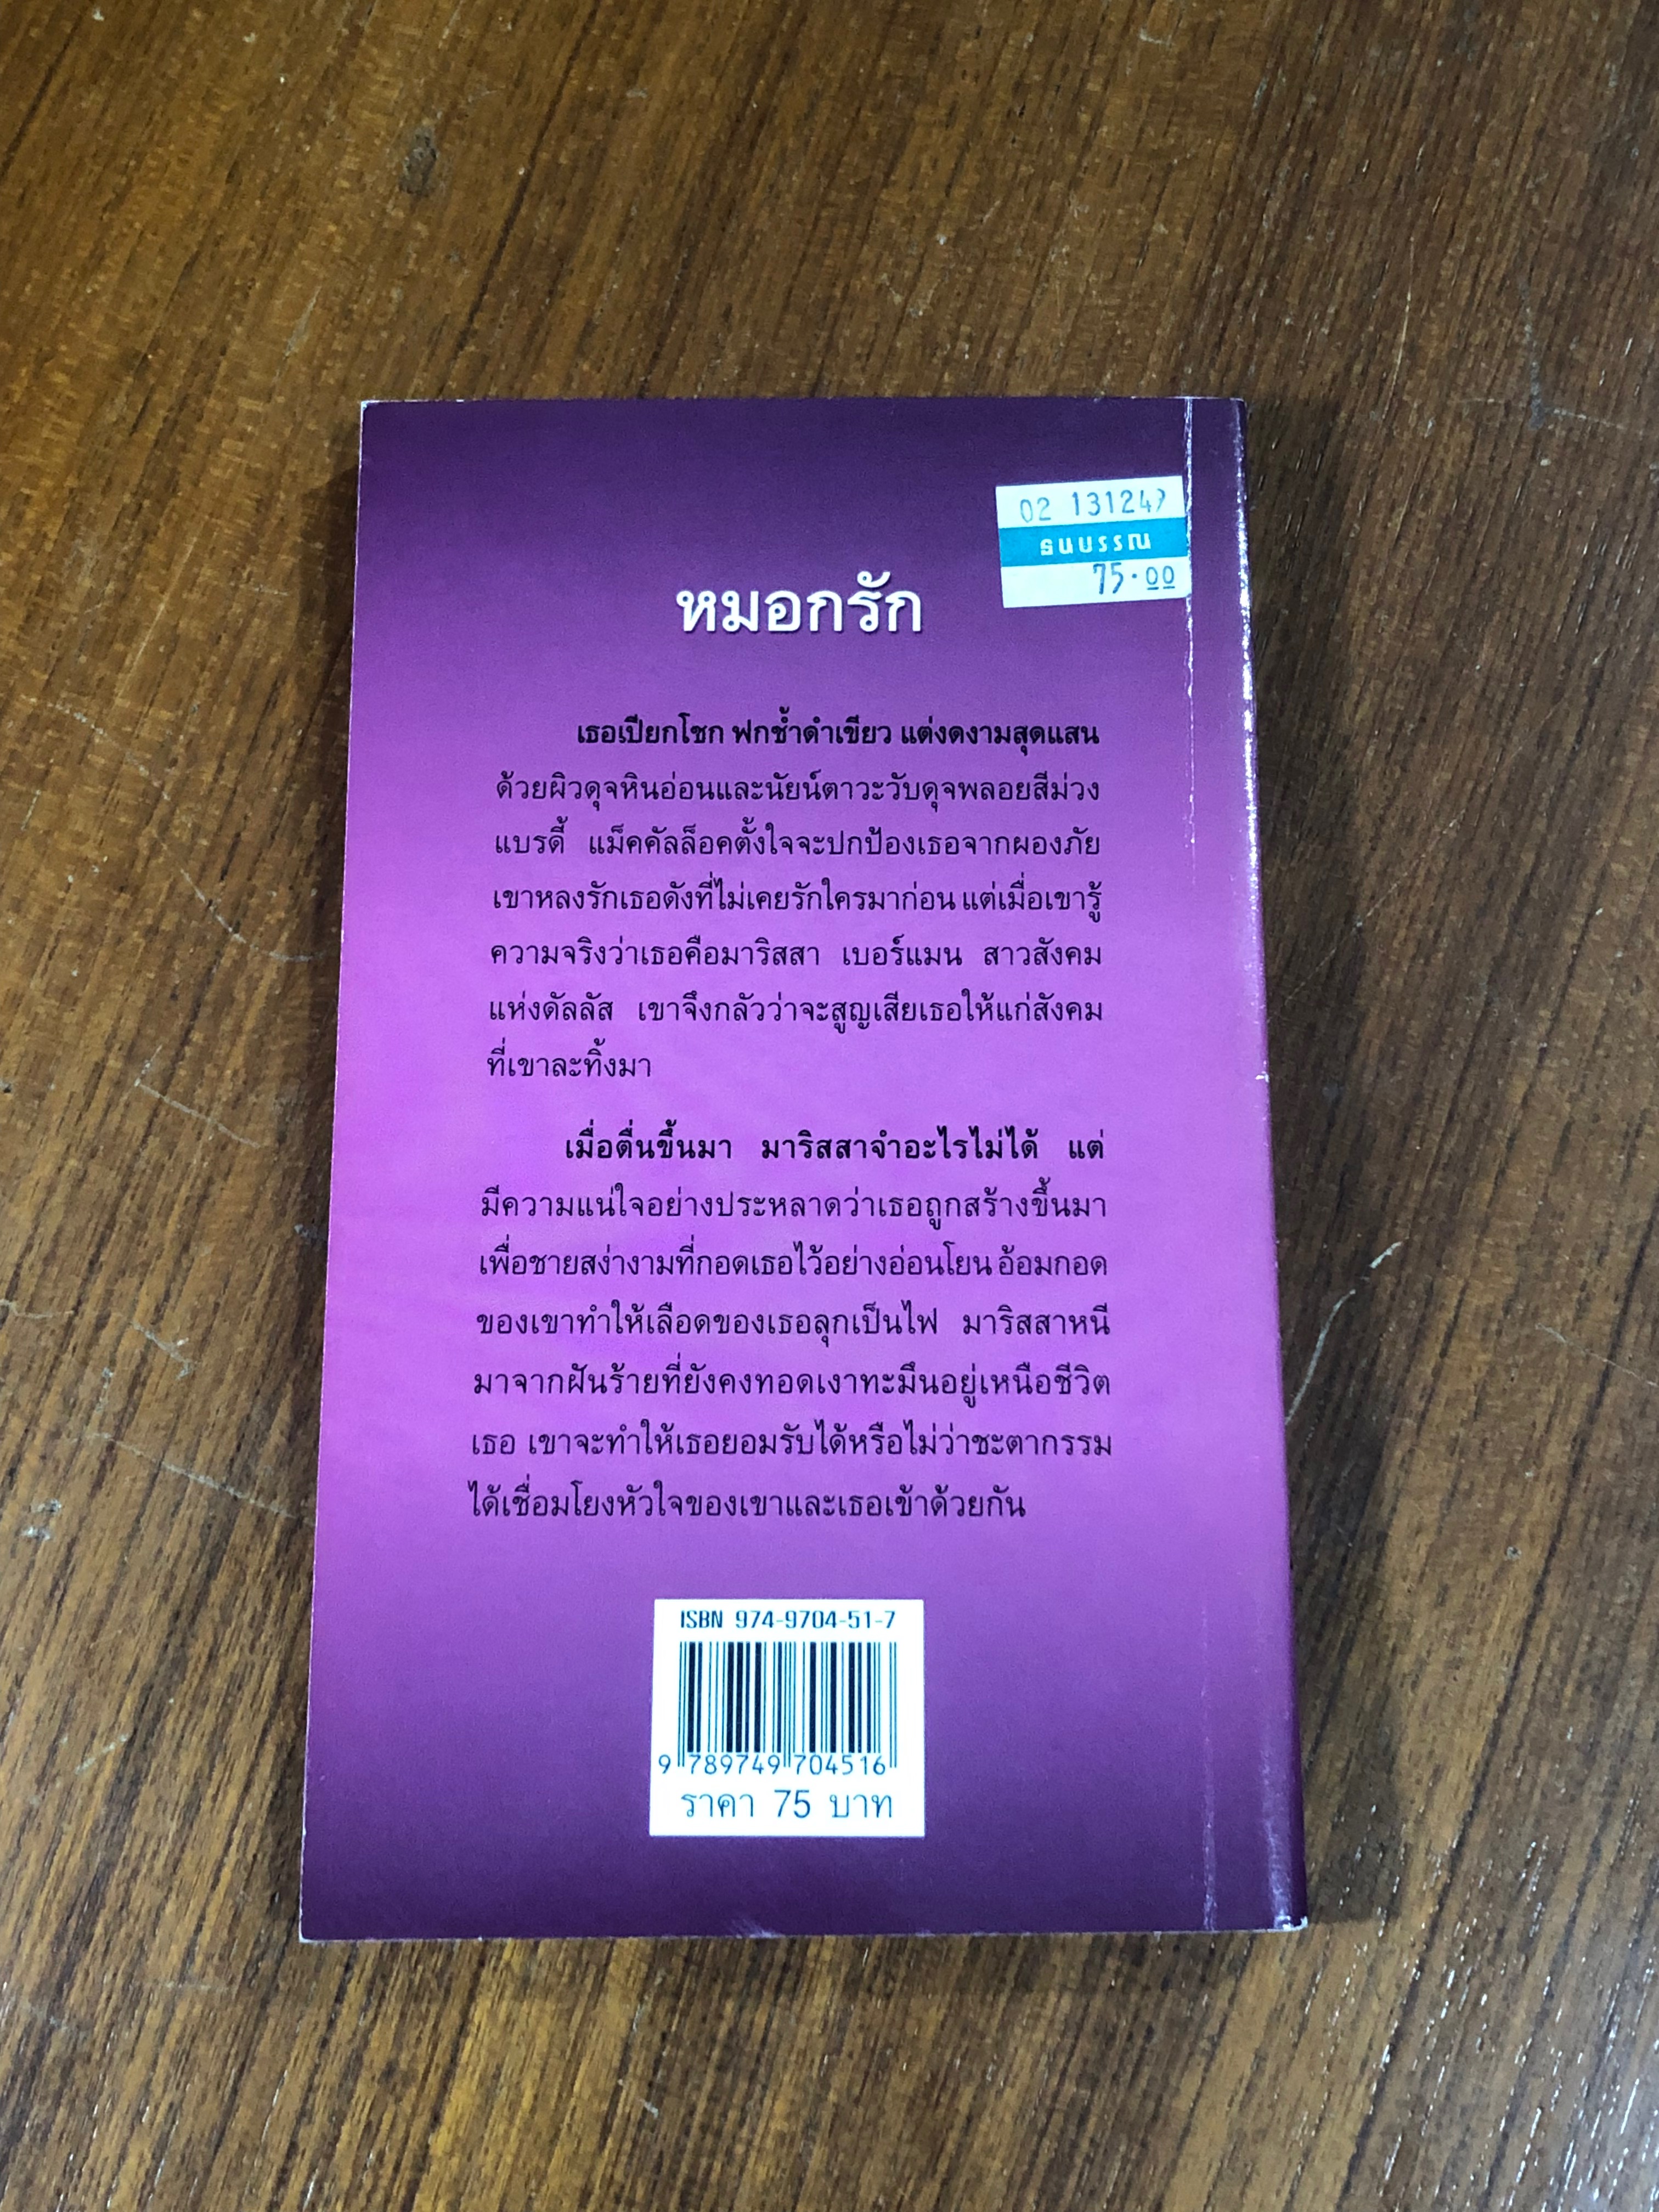 02 131247
ธนบรรณ
75.00
หมอกรัก
เธอเปียกโชก ฟกช้ำดำเขียว แต่งดงามสุดแสน
ด้วยผิวดุจหินอ่อนและนัยน์ตาวะวับดุจพลอยสีม่วง
แบรดี้ แม็คคัลล็อคตั้งใจจะปกป้องเธอจากผองภัย
เขาหลงรักเธอดังที่ไม่เคยรักใครมาก่อน แต่เมื่อเขารู้
ความจริงว่าเธอคือมาริสสา เบอร์แมน สาวสังคม
แห่งดัลลัส เขาจึงกลัวว่าจะสูญเสียเธอให้แก่สังคม
ที่เขาละทิ้งมา
เมื่อตื่นขึ้นมา มาริสสาจำอะไรไม่ได้ แต่
มีความแน่ใจอย่างประหลาดว่าเธอถูกสร้างขึ้นมา
เพื่อชายสง่างามที่กอดเธอไว้อย่างอ่อนโยน อ้อมกอด
ของเขาทำให้เลือดของเธอลุกเป็นไฟ มาริสสาหนี
มาจากฝันร้ายที่ยังคงทอดเงาทะมึนอยู่เหนือชีวิต
เธอ เขาจะทำให้เธอยอมรับได้หรือไม่ว่าชะตากรรม
ได้เชื่อมโยงหัวใจของเขาและเธอเข้าด้วยกัน
ISBN 974-9704-51-7
9 789749 704516
ราคา 75 บาท